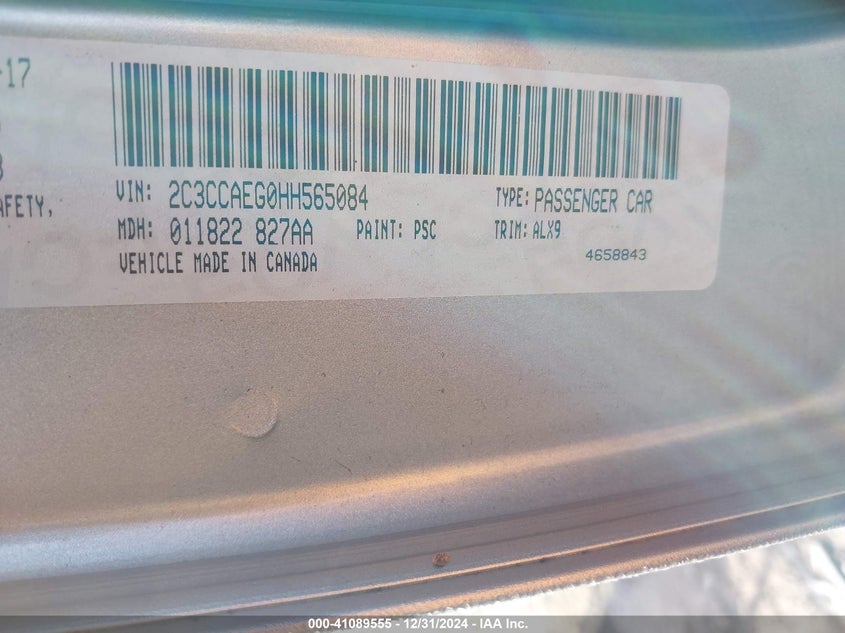 -17
AFETY,
VIN: 2C3CCAEG0HH565084 TYPE: PASSENGER CAR
MDH: 011822 827AA PAINT: PSC TRIM: ALX9
VEHICLE MADE IN CANADA 4658843
000-41089555 - 12/31/2024 - IAA Inc.